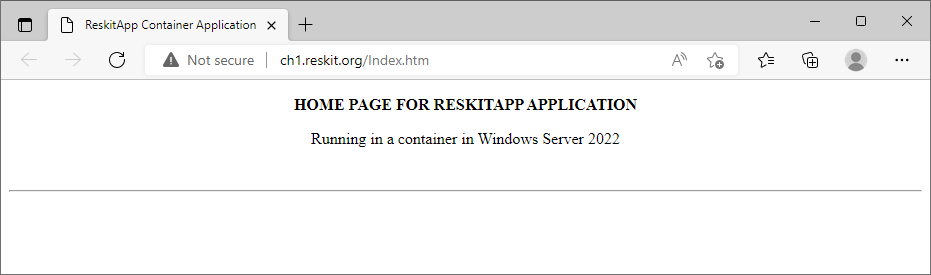 ReskitApp Container Application
Not secure
ch1.reskit.org/Index.htm
HOME PAGE FOR RESKITAPP APPLICATION
Running in a container in Windows Server 2022